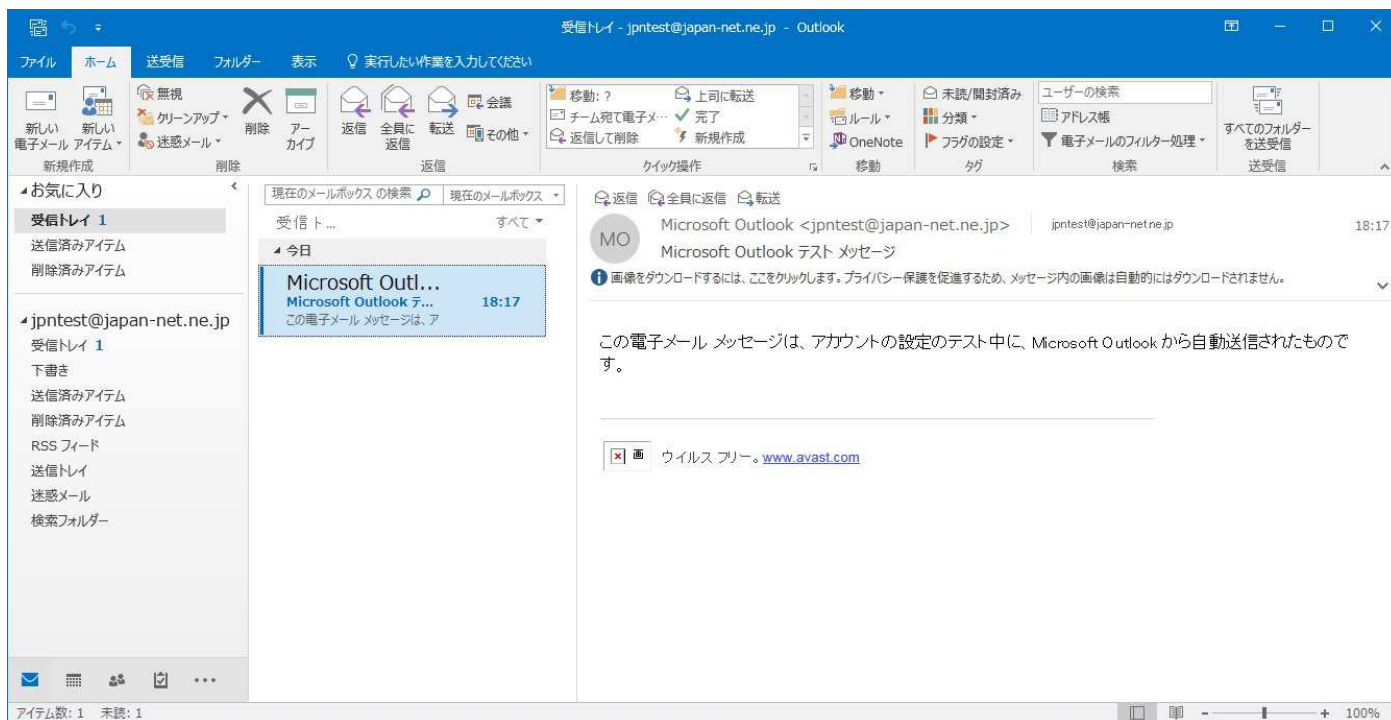 受信トレイ - jpntest@japan-net.ne.jp - Outlook
ファイル ホーム 送受信 フォルダー 表示 実行したい作業を入力してください
新しい
電子メール
新しい
アイテム
新規作成
無視
クリーンアップ
迷惑メール
削除
アー
カイブ
削除
返信
全員に
返信
転送
会議
その他
返信
移動: ?
チーム宛て電子メ…
返信して削除
上司に転送
完了
新規作成
クイック操作
移動
ルール
OneNote
移動
未読/開封済み
分類
フラグの設定
タグ
ユーザーの検索
アドレス帳
電子メールのフィルター処理
検索
すべてのフォルダー
を送受信
送受信
お気に入り
受信トレイ 1
送信済みアイテム
削除済みアイテム
jpntest@japan-net.ne.jp
受信トレイ 1
下書き
送信済みアイテム
削除済みアイテム
RSS フィード
送信トレイ
迷惑メール
検索フォルダー
現在のメールボックス の検索 現在のメールボックス
受信ト... すべて
今日
Microsoft Outl...
Microsoft Outlook テ... 18:17
この電子メール メッセージは、ア
返信 全員に返信 転送
MO
Microsoft Outlook <jpntest@japan-net.ne.jp> jpntest@japan-net.ne.jp 18:17
Microsoft Outlook テスト メッセージ
画像をダウンロードするには、ここをクリックします。プライバシー保護を促進するため、メッセージ内の画像は自動的にはダウンロードされません。
この電子メール メッセージは、アカウントの設定のテスト中に、Microsoft Outlook から自動送信されたもので
す。
画 ウイルス フリー。www.avast.com
アイテム数: 1 未読: 1
100%